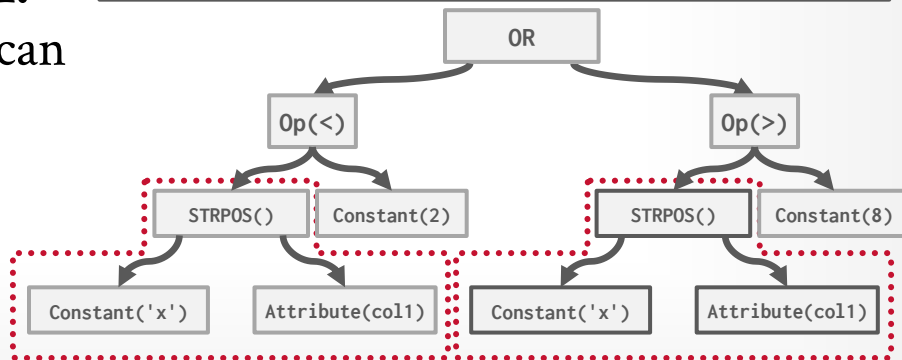 can
OR
Op(<)
Op(>)
STRPOS()
Constant(2)
STRPOS()
Constant(8)
Constant('x')
Attribute(col1)
Constant('x')
Attribute(col1)